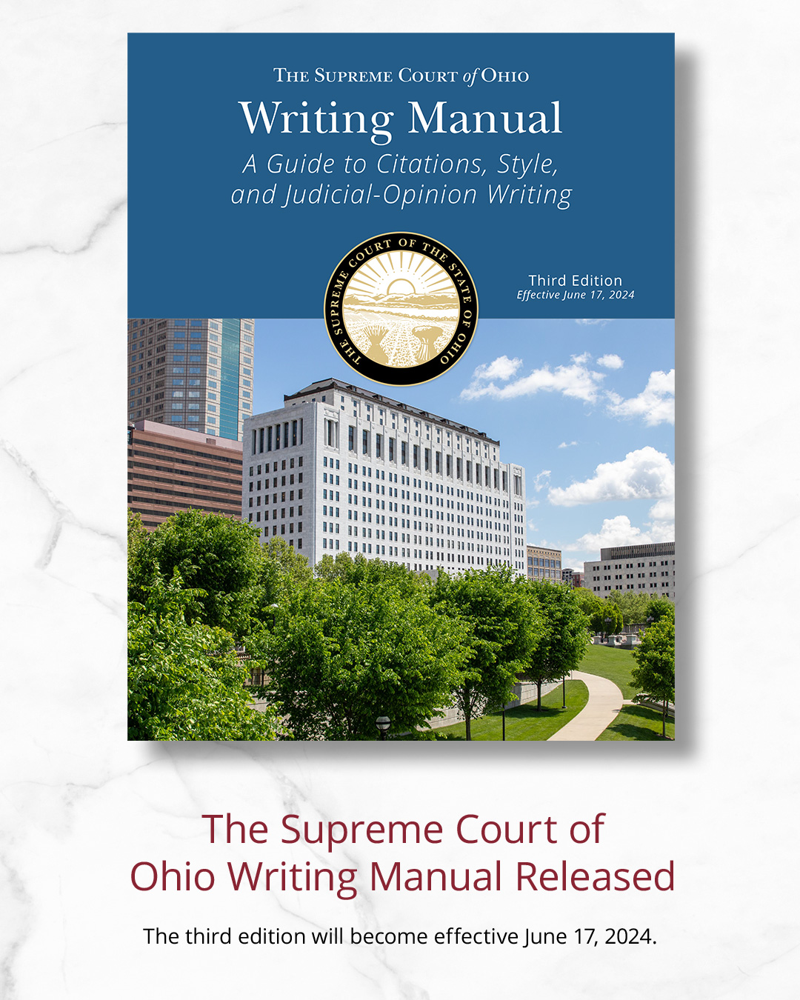 The Supreme Court of Ohio
Writing Manual
A Guide to Citations, Style,
and Judicial-Opinion Writing
THE SUPREME COURT OF THE STATE OF OHIO
Third Edition
Effective June 17, 2024
The Supreme Court of
Ohio Writing Manual Released
The third edition will become effective June 17, 2024.